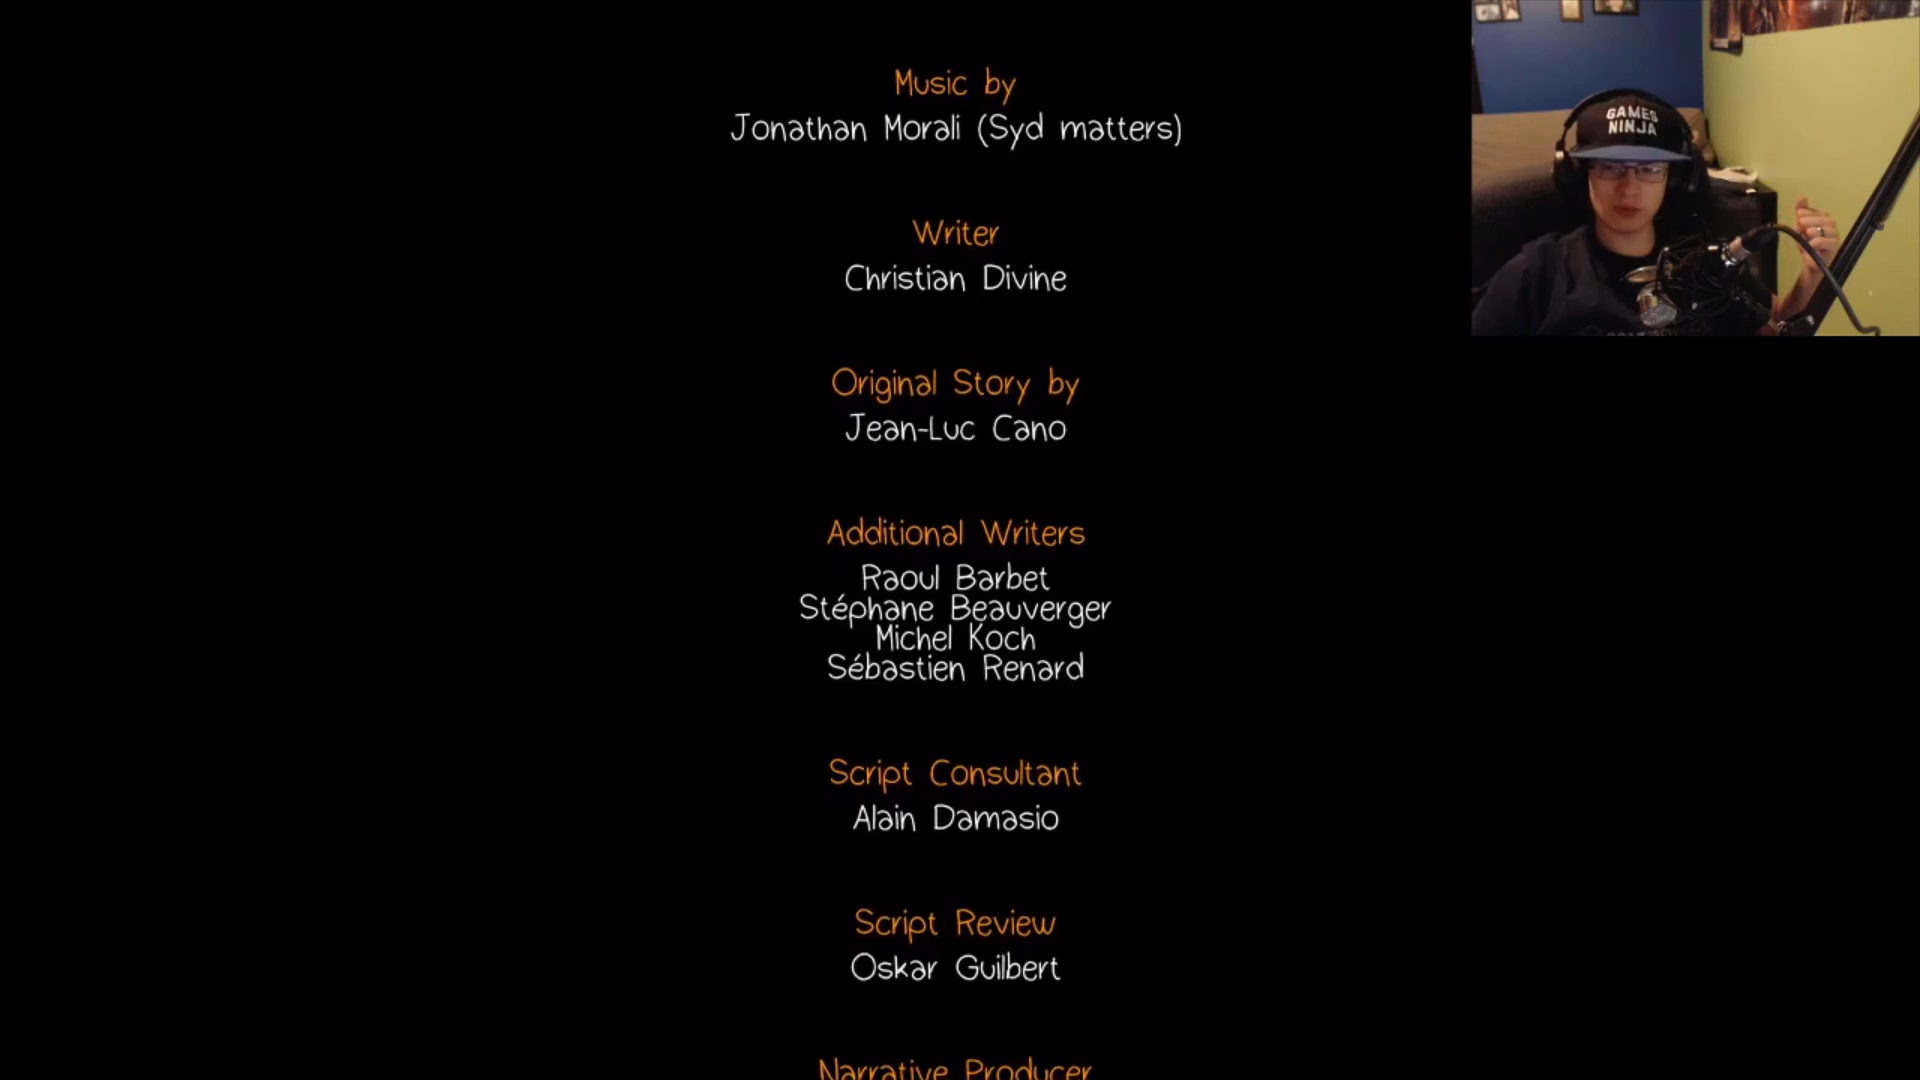 Music by
Jonathan Morali (Syd matters)
Writer
Christian Divine
Original Story by
Jean-Luc Cano
Additional Writers
Raoul Barbet
Stéphane Beauverger
Michel Koch
Sébastien Renard
Script Consultant
Alain Damasio
Script Review
Oskar Guilbert
Narrative Producer
GAMES
NINJA